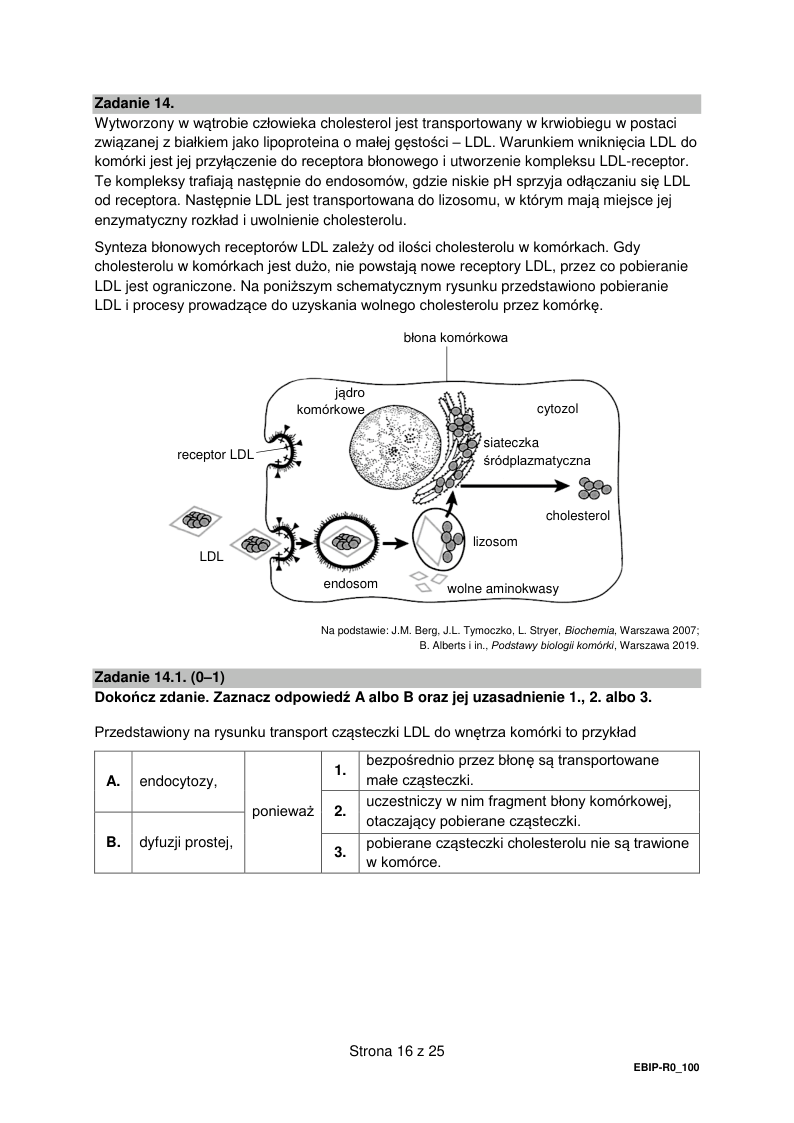 Zadanie 14.
Wytworzony w wątrobie człowieka cholesterol jest transportowany w krwiobiegu w postaci
związanej z białkiem jako lipoproteina o małej gęstości – LDL. Warunkiem wniknięcia LDL do
komórki jest jej przyłączenie do receptora błonowego i utworzenie kompleksu LDL-receptor.
Te kompleksy trafiają następnie do endosomów, gdzie niskie pH sprzyja odłączaniu się LDL
od receptora. Następnie LDL jest transportowana do lizosomu, w którym mają miejsce jej
enzymatyczny rozkład i uwolnienie cholesterolu.
Synteza błonowych receptorów LDL zależy od ilości cholesterolu w komórkach. Gdy
cholesterolu w komórkach jest dużo, nie powstają nowe receptory LDL, przez co pobieranie
LDL jest ograniczone. Na poniższym schematycznym rysunku przedstawiono pobieranie
LDL i procesy prowadzące do uzyskania wolnego cholesterolu przez komórkę.
błona komórkowa
jądro
komórkowe
cytozol
siateczka
śródplazmatyczna
receptor LDL
cholesterol
LDL
lizosom
endosom
wolne aminokwasy
Na podstawie: J.M. Berg, J.L. Tymoczko, L. Stryer, Biochemia, Warszawa 2007;
B. Alberts i in., Podstawy biologii komórki, Warszawa 2019.
Zadanie 14.1. (0–1)
Dokończ zdanie. Zaznacz odpowiedź A albo B oraz jej uzasadnienie 1., 2. albo 3.
Przedstawiony na rysunku transport cząsteczki LDL do wnętrza komórki to przykład
A. endocytozy,
B. dyfuzji prostej,
ponieważ
1. bezpośrednio przez błonę są transportowane
małe cząsteczki.
2. uczestniczy w nim fragment błony komórkowej,
otaczający pobierane cząsteczki.
3. pobierane cząsteczki cholesterolu nie są trawione
w komórce.
Strona 16 z 25
EBIP-R0_100